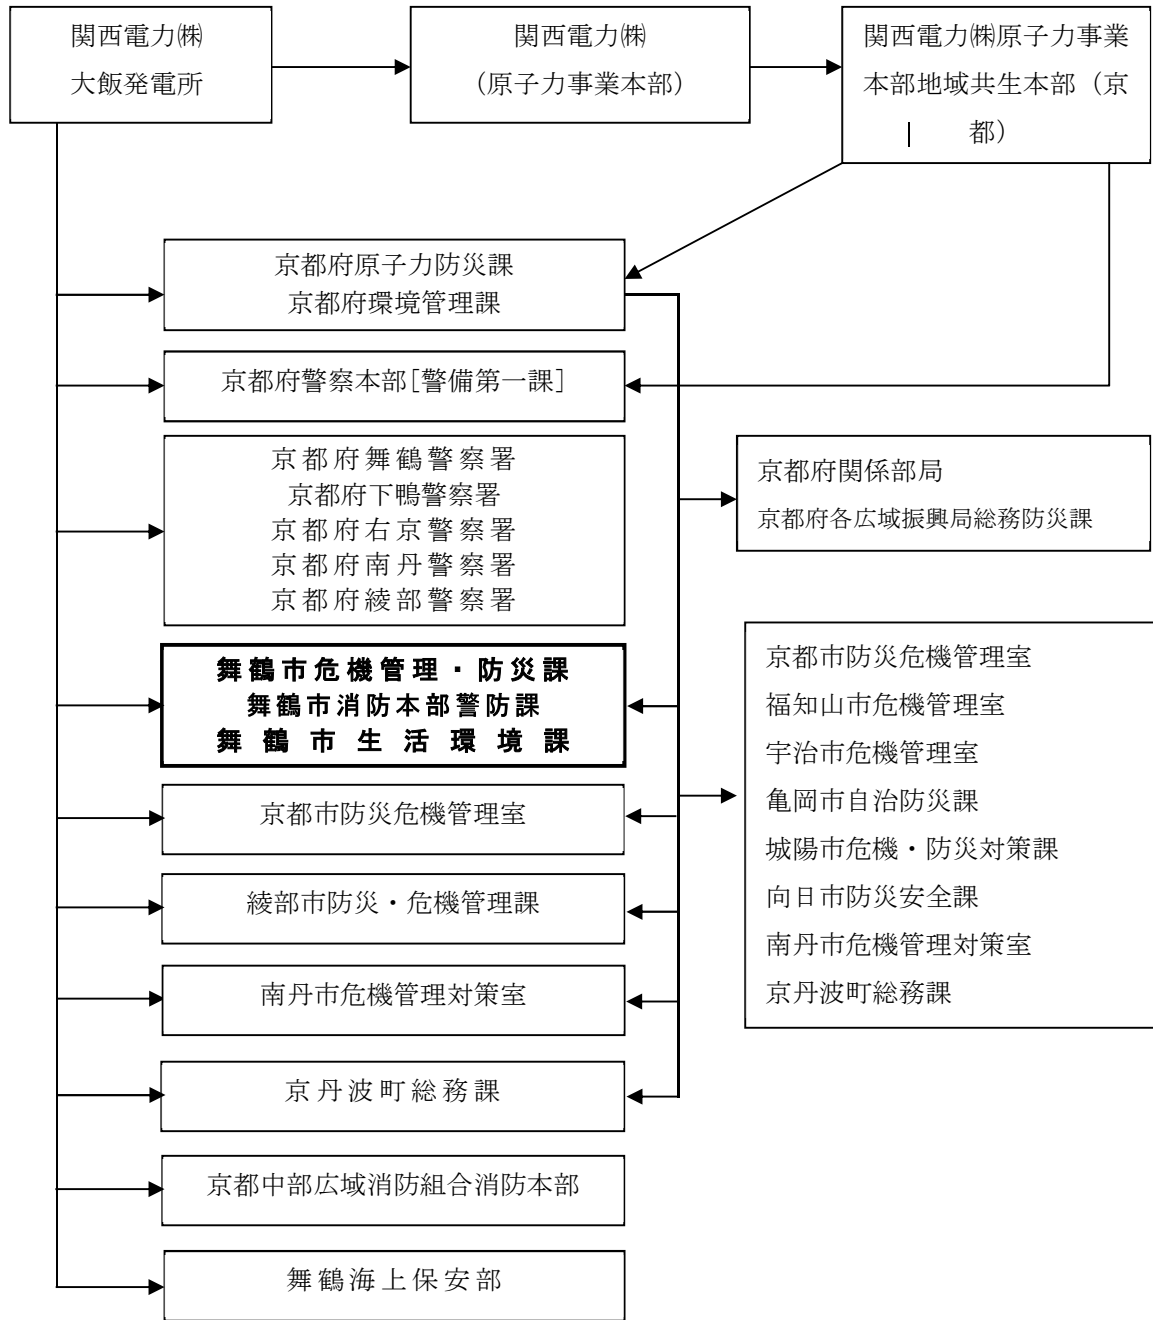 関西電力㈱
大飯発電所
関西電力㈱
（原子力事業本部）
関西電力㈱原子力事業
本部地域共生本部（京
都）
京都府原子力防災課
京都府環境管理課
京都府警察本部[警備第一課]
京都府舞鶴警察署
京都府下鴨警察署
京都府右京警察署
京都府南丹警察署
京都府綾部警察署
京都府関係部局
京都府各広域振興局総務防災課
舞鶴市危機管理・防災課
舞鶴市消防本部警防課
舞鶴市生活環境課
京都市防災危機管理室
福知山市危機管理室
宇治市危機管理室
亀岡市自治防災課
城陽市危機・防災対策課
向日市防災安全課
南丹市危機管理対策室
京丹波町総務課
京都市防災危機管理室
綾部市防災・危機管理課
南丹市危機管理対策室
京丹波町総務課
京都中部広域消防組合消防本部
舞鶴海上保安部